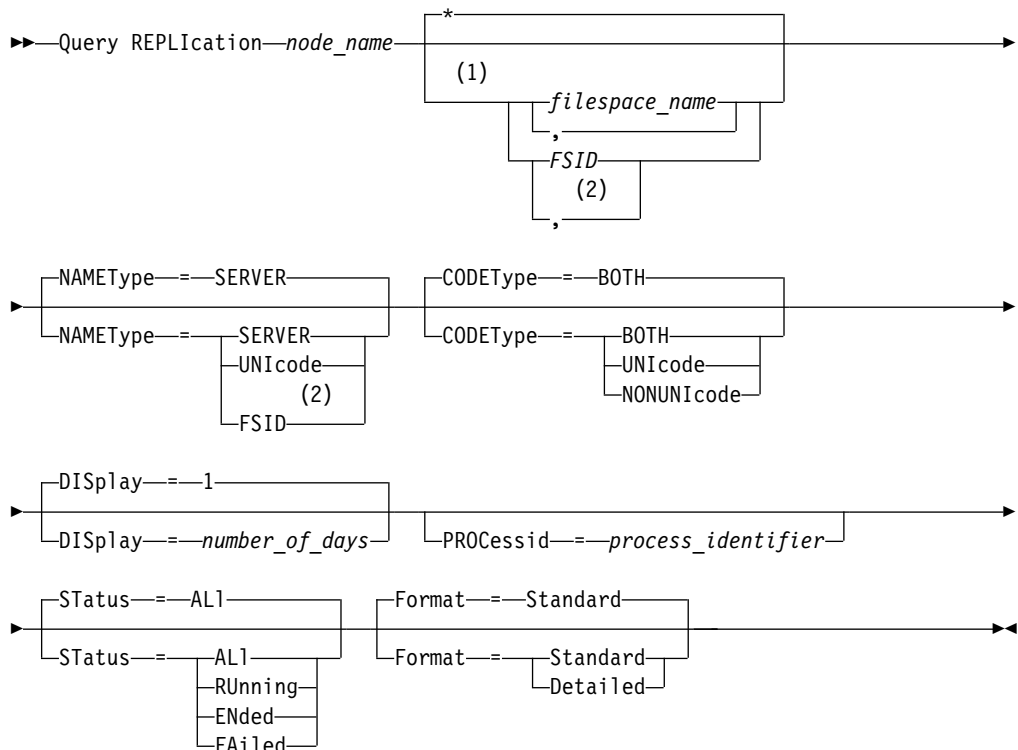 *
Query REPLIcation node_name
(1)
filespace_name
,
FSID
(2)
,
NAMEType = SERVER CODEType = BOTH
NAMEType = SERVER CODEType = BOTH
UNIcode UNIcode
(2) NONUNIcode
FSID
DISplay = 1
DISplay = number_of_days PROCessid = process_identifier
STatus = ALl Format = Standard
STatus = ALl Format = Standard
RUnning Detailed
ENded
FAiled